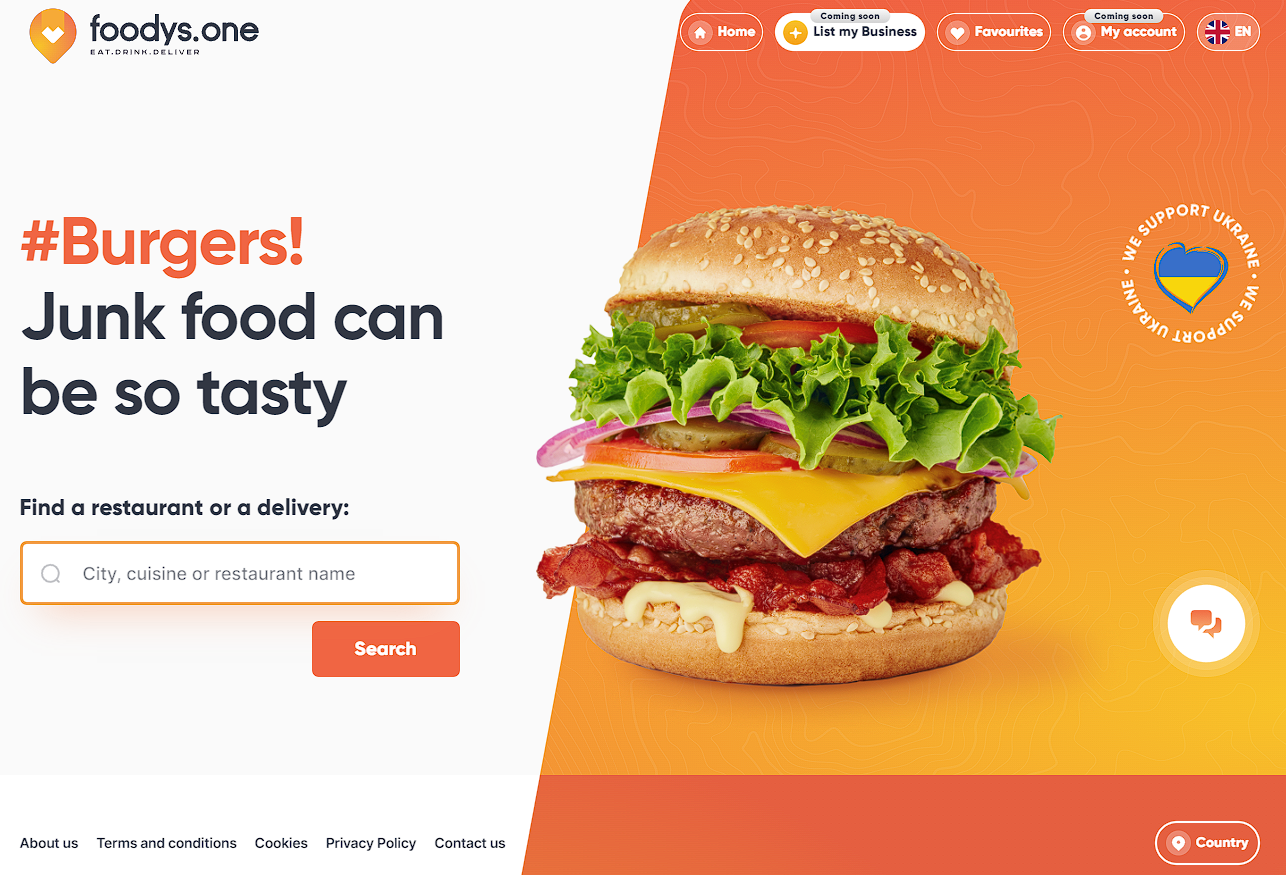 foodys.one
EAT.DRINK.DELIVER
Home
Coming soon
List my Business
Favourites
Coming soon
My account
EN
#Burgers!
Junk food can
be so tasty
WE SUPPORT UKRAINE • WE SUPPORT UKRAINE •
Find a restaurant or a delivery:
City, cuisine or restaurant name
Search
About us
Terms and conditions
Cookies
Privacy Policy
Contact us
Country